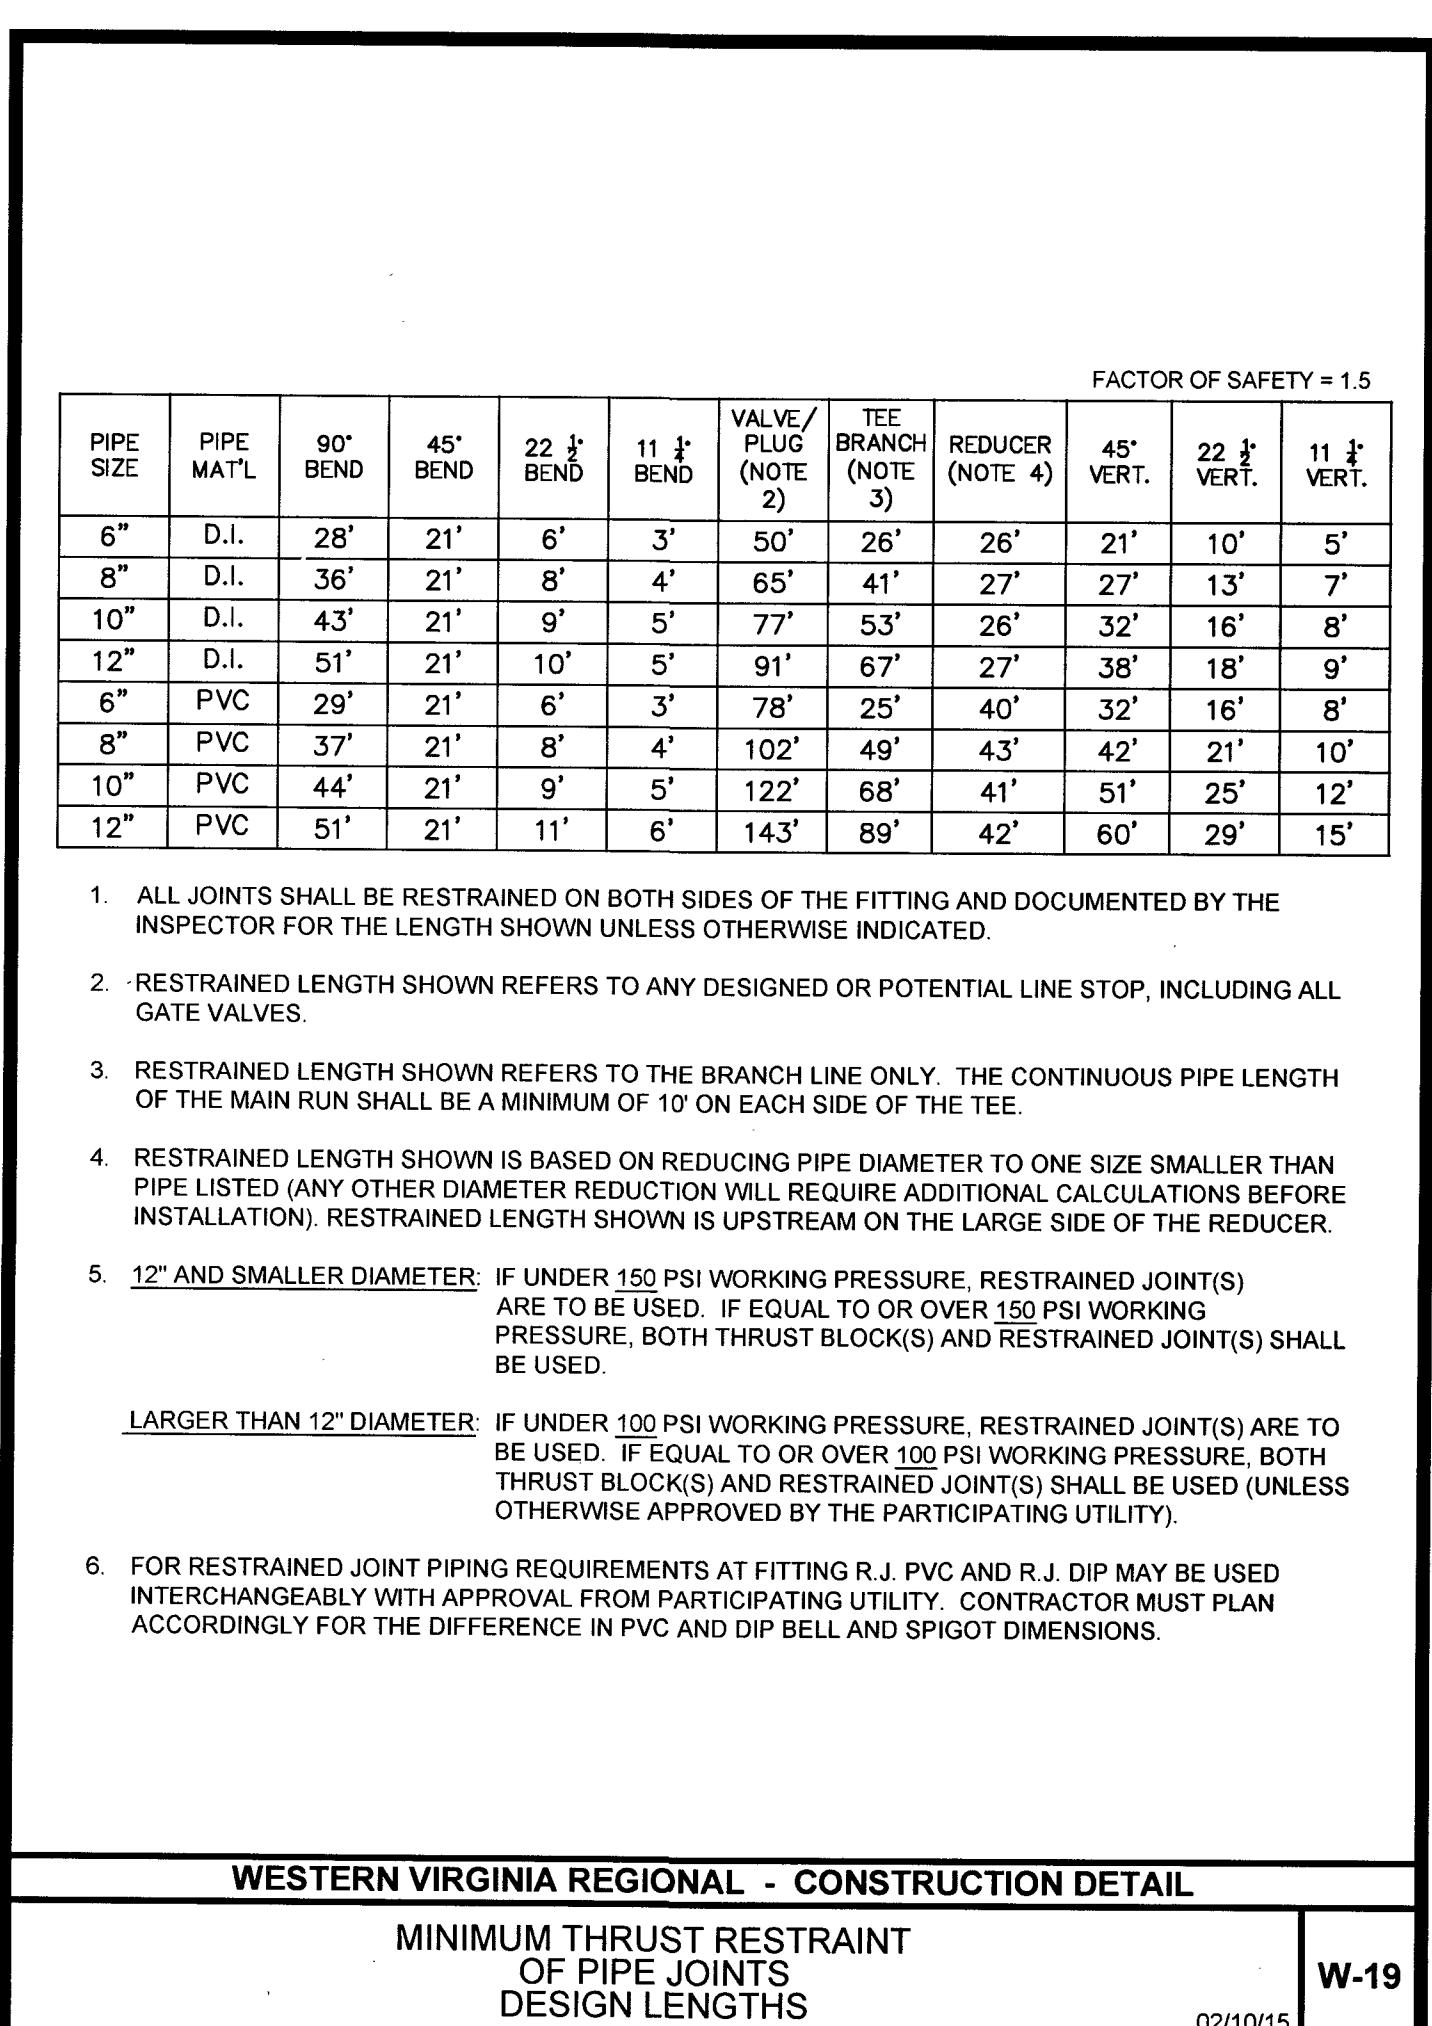 FACTOR OF SAFETY = 1.5
PIPE SIZE | PIPE MAT'L | 90° BEND | 45° BEND | 22 ½° BEND | 11 ¼° BEND | VALVE/ PLUG (NOTE 2) | TEE BRANCH (NOTE 3) | REDUCER (NOTE 4) | 45° VERT. | 22 ½° VERT. | 11 ¼° VERT.
6" | D.I. | 28' | 21' | 6' | 3' | 50' | 26' | 26' | 21' | 10' | 5'
8" | D.I. | 36' | 21' | 8' | 4' | 65' | 41' | 27' | 27' | 13' | 7'
10" | D.I. | 43' | 21' | 9' | 5' | 77' | 53' | 26' | 32' | 16' | 8'
12" | D.I. | 51' | 21' | 10' | 5' | 91' | 67' | 27' | 38' | 18' | 9'
6" | PVC | 29' | 21' | 6' | 3' | 78' | 25' | 40' | 32' | 16' | 8'
8" | PVC | 37' | 21' | 8' | 4' | 102' | 49' | 43' | 42' | 21' | 10'
10" | PVC | 44' | 21' | 9' | 5' | 122' | 68' | 41' | 51' | 25' | 12'
12" | PVC | 51' | 21' | 11' | 6' | 143' | 89' | 42' | 60' | 29' | 15'
1. ALL JOINTS SHALL BE RESTRAINED ON BOTH SIDES OF THE FITTING AND DOCUMENTED BY THE
INSPECTOR FOR THE LENGTH SHOWN UNLESS OTHERWISE INDICATED.
2. RESTRAINED LENGTH SHOWN REFERS TO ANY DESIGNED OR POTENTIAL LINE STOP, INCLUDING ALL
GATE VALVES.
3. RESTRAINED LENGTH SHOWN REFERS TO THE BRANCH LINE ONLY. THE CONTINUOUS PIPE LENGTH
OF THE MAIN RUN SHALL BE A MINIMUM OF 10' ON EACH SIDE OF THE TEE.
4. RESTRAINED LENGTH SHOWN IS BASED ON REDUCING PIPE DIAMETER TO ONE SIZE SMALLER THAN
PIPE LISTED (ANY OTHER DIAMETER REDUCTION WILL REQUIRE ADDITIONAL CALCULATIONS BEFORE
INSTALLATION). RESTRAINED LENGTH SHOWN IS UPSTREAM ON THE LARGE SIDE OF THE REDUCER.
5. 12" AND SMALLER DIAMETER: IF UNDER 150 PSI WORKING PRESSURE, RESTRAINED JOINT(S)
ARE TO BE USED. IF EQUAL TO OR OVER 150 PSI WORKING
PRESSURE, BOTH THRUST BLOCK(S) AND RESTRAINED JOINT(S) SHALL
BE USED.
LARGER THAN 12" DIAMETER: IF UNDER 100 PSI WORKING PRESSURE, RESTRAINED JOINT(S) ARE TO
BE USED. IF EQUAL TO OR OVER 100 PSI WORKING PRESSURE, BOTH
THRUST BLOCK(S) AND RESTRAINED JOINT(S) SHALL BE USED (UNLESS
OTHERWISE APPROVED BY THE PARTICIPATING UTILITY).
6. FOR RESTRAINED JOINT PIPING REQUIREMENTS AT FITTING R.J. PVC AND R.J. DIP MAY BE USED
INTERCHANGEABLY WITH APPROVAL FROM PARTICIPATING UTILITY. CONTRACTOR MUST PLAN
ACCORDINGLY FOR THE DIFFERENCE IN PVC AND DIP BELL AND SPIGOT DIMENSIONS.
WESTERN VIRGINIA REGIONAL - CONSTRUCTION DETAIL
MINIMUM THRUST RESTRAINT
OF PIPE JOINTS
DESIGN LENGTHS
W-19
02/10/15